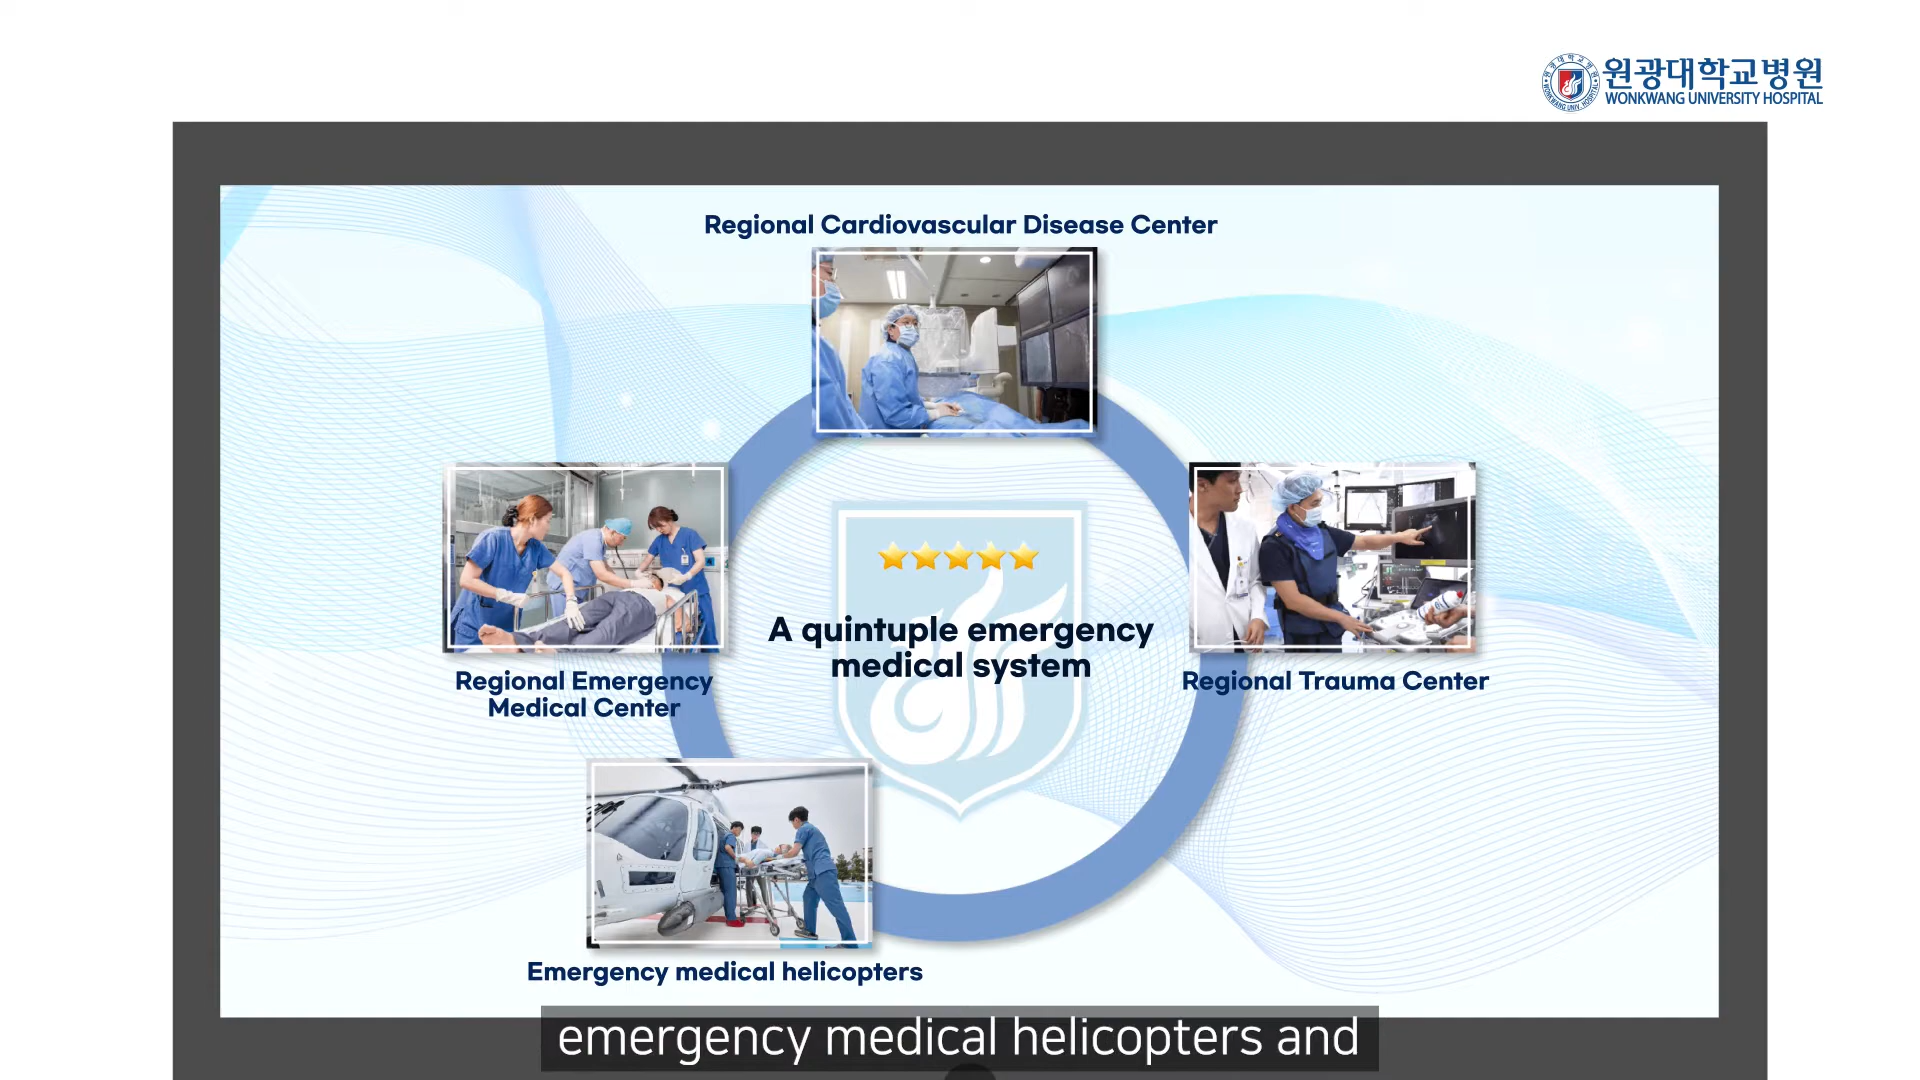 원광대학교병원
WONKWANG UNIVERSITY HOSPITAL
Regional Cardiovascular Disease Center
A quintuple emergency
medical system
Regional Emergency
Medical Center
Regional Trauma Center
Emergency medical helicopters
emergency medical helicopters and